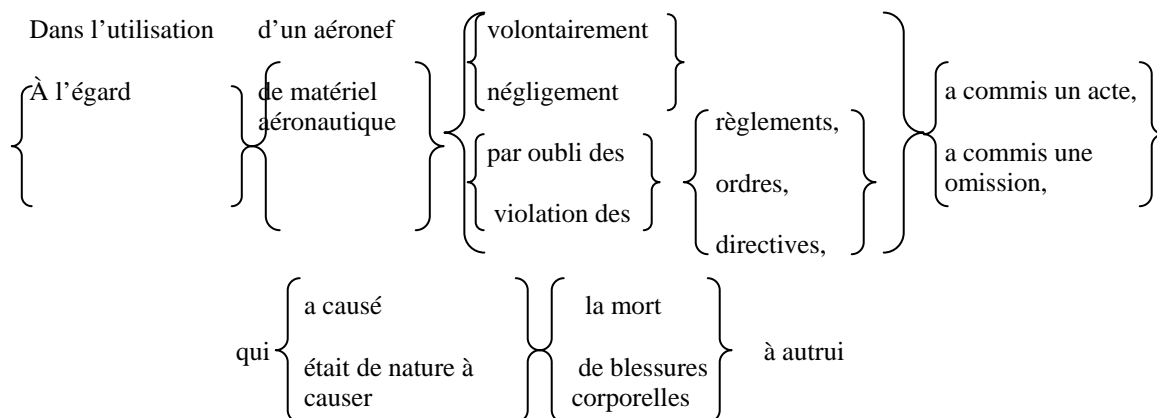 Dans l’utilisation d’un aéronef volontairement
À l’égard de matériel négligement a commis un acte,
aéronautique règlements,
par oubli des a commis une
ordres, omission,
violation des
directives,
a causé la mort
qui à autrui
était de nature à de blessures
causer corporelles